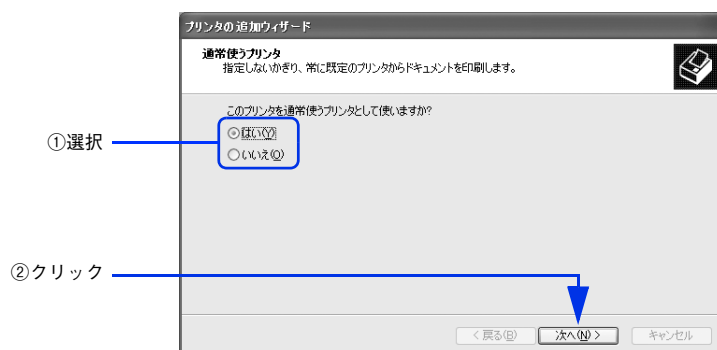 プリンタの追加ウィザード
通常使うプリンタ
指定しないかぎり、常に既定のプリンタからドキュメントを印刷します。
このプリンタを通常使うプリンタとして使いますか?
①選択
はい(Y)
いいえ(O)
②クリック
< 戻る(B) 次へ(N) > キャンセル